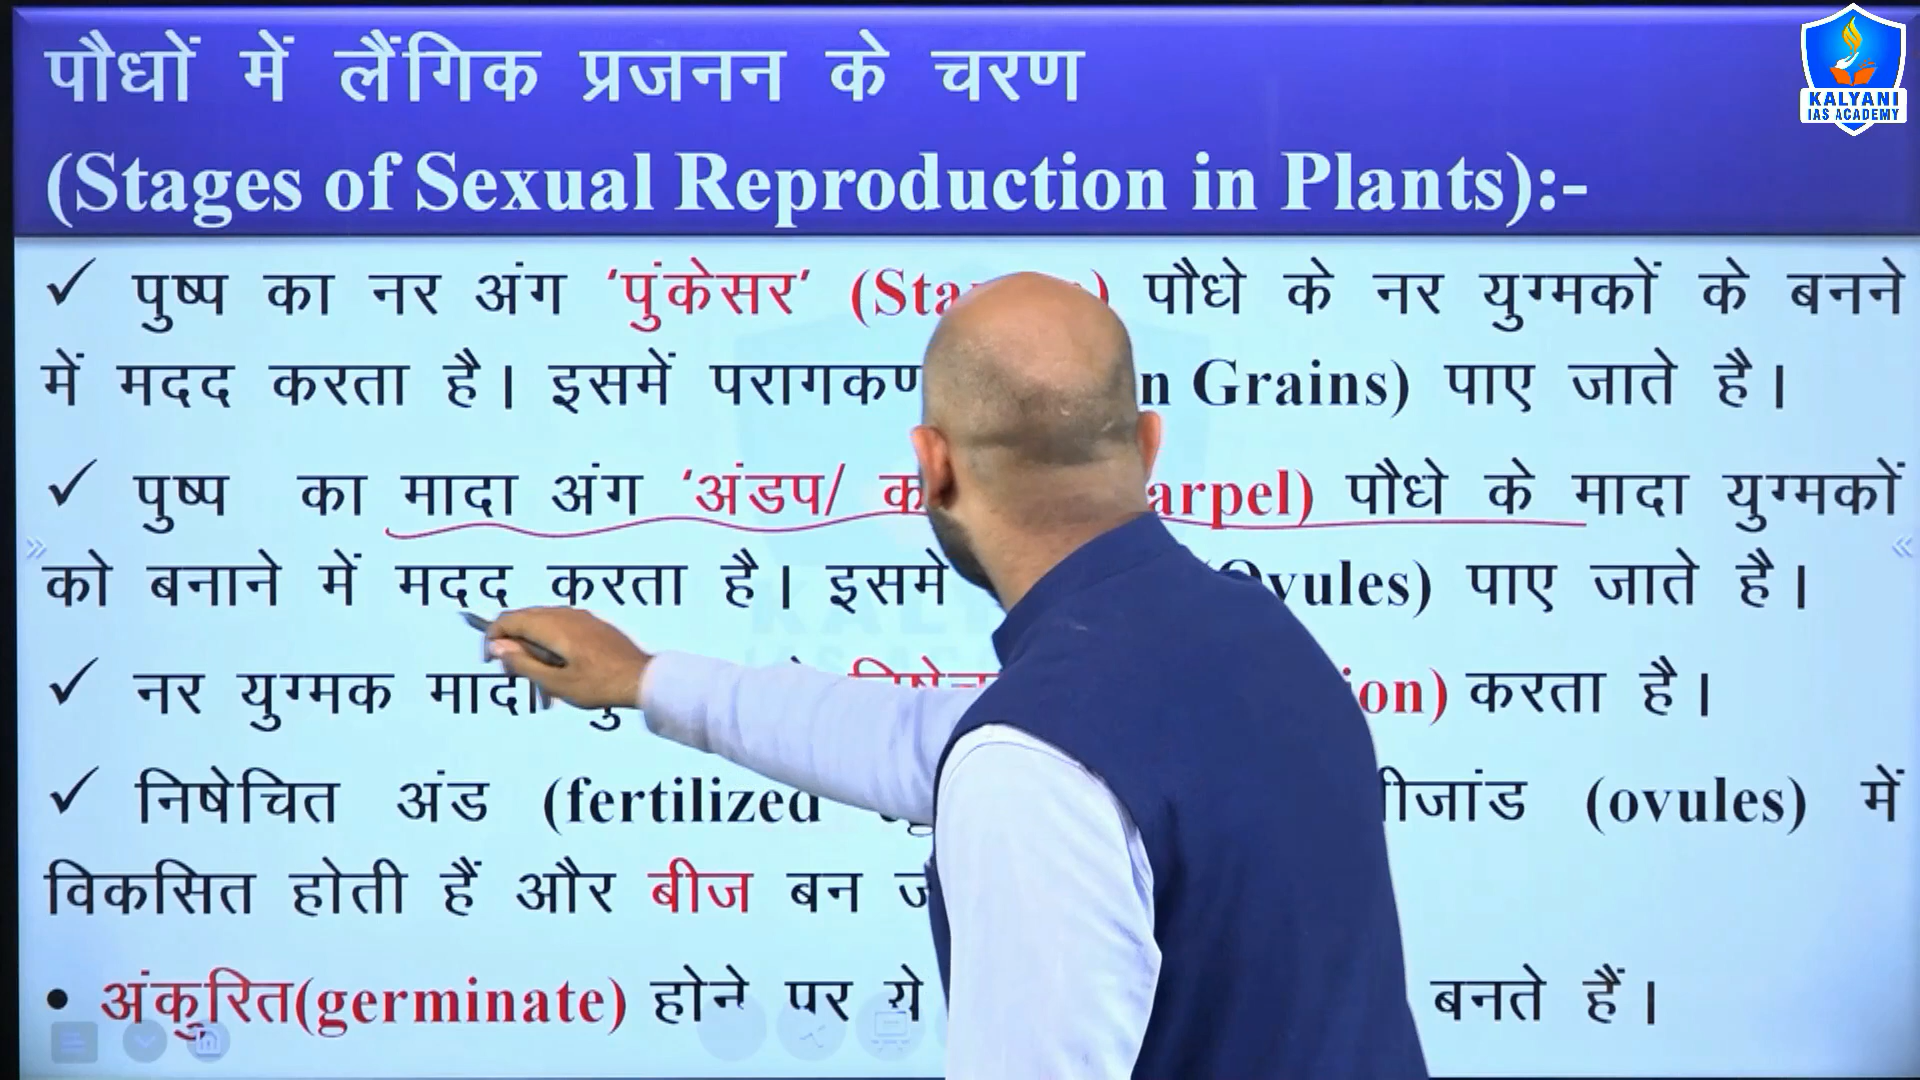 पौधों में लैंगिक प्रजनन के चरण
KALYANI
IAS ACADEMY
(Stages of Sexual Reproduction in Plants):-
✓ पुष्प का नर अंग 'पुंकेसर' (Sta ) पौधे के नर युग्मकों के बनने
में मदद करता है। इसमें परागकण n Grains) पाए जाते है।
✓ पुष्प का मादा अंग 'अंडप/ arpel) पौधे के मादा युग्मकों
को बनाने में मदद करता है। इसमे (Ovules) पाए जाते है।
✓ नर युग्मक मादा ion) करता है।
✓ निषेचित अंड (fertilized ीजांड (ovules) में
विकसित होती हैं और बीज बन
• अंकुरित(germinate) होने पर ये बनते हैं।